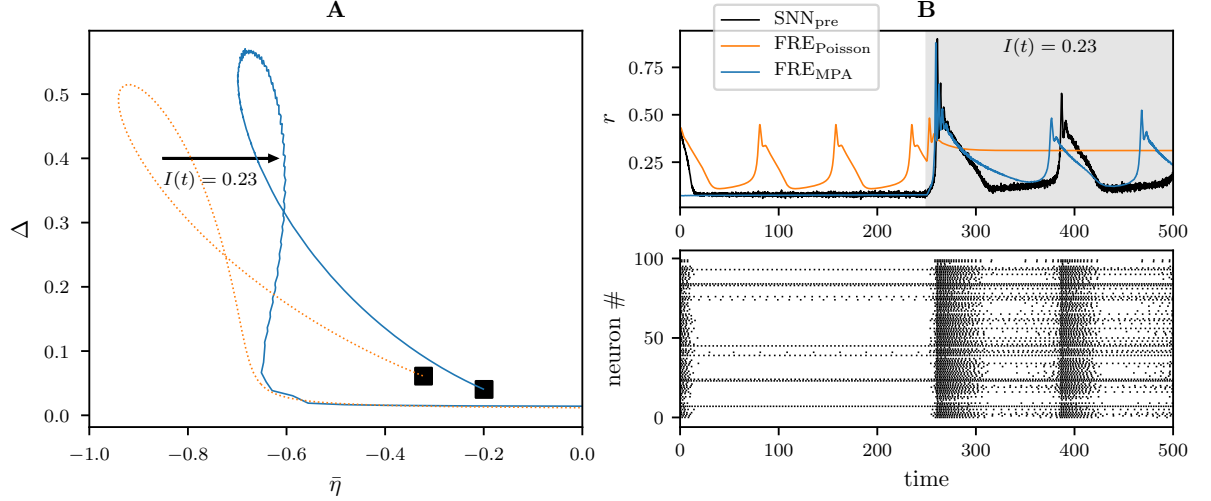 A
0.5
0.4
0.3
0.2
0.1
0.0
Δ
I(t) = 0.23
−1.0 −0.8 −0.6 −0.4 −0.2 0.0
η̄
B
SNN_pre
FRE_Poisson
FRE_MPA
I(t) = 0.23
0.75
0.50
0.25
r
0 100 200 300 400 500
100
50
0
neuron #
0 100 200 300 400 500
time